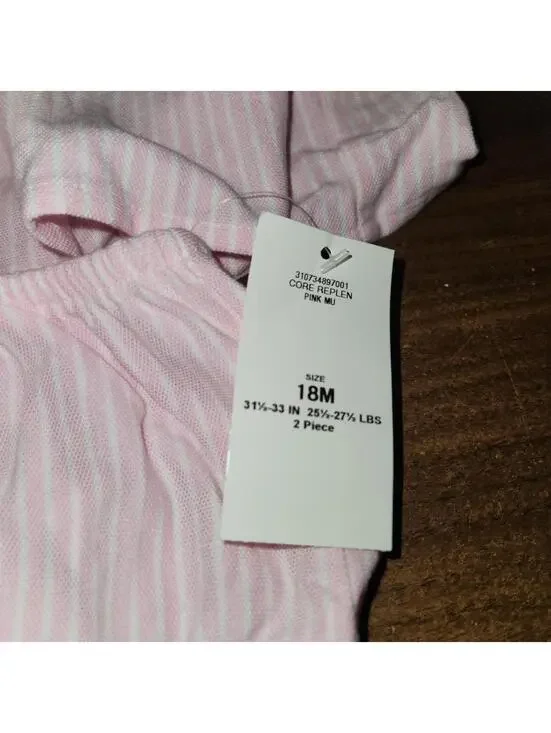 310734897001
CORE REPLEN
PINK MU
SIZE
18M
31½-33 IN 25½-27½ LBS
2 Piece